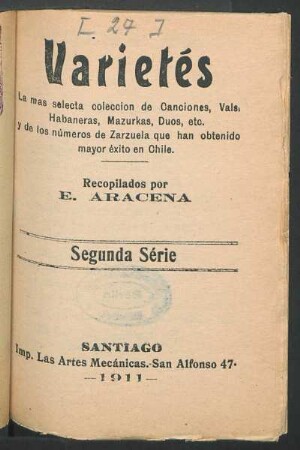 [ 27 ]
Varietés
La mas selecta coleccion de Canciones, Vals,
Habaneras, Mazurkas, Duos, etc.
y de los números de Zarzuela que han obtenido
mayor éxito en Chile.
Recopilados por
E. ARACENA
Segunda Série
SANTIAGO
Imp. Las Artes Mecánicas.-San Alfonso 47.
—1911—